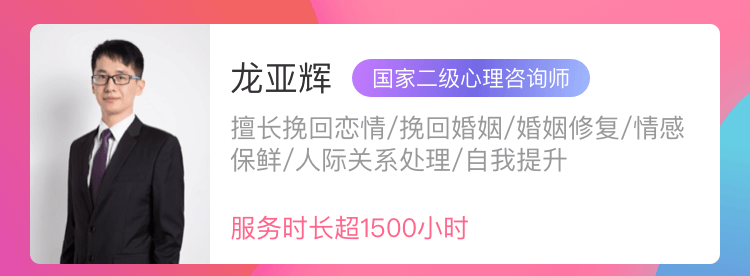 龙亚辉
国家二级心理咨询师
擅长挽回恋情/挽回婚姻/婚姻修复/情感
保鲜/人际关系处理/自我提升
服务时长超1500小时